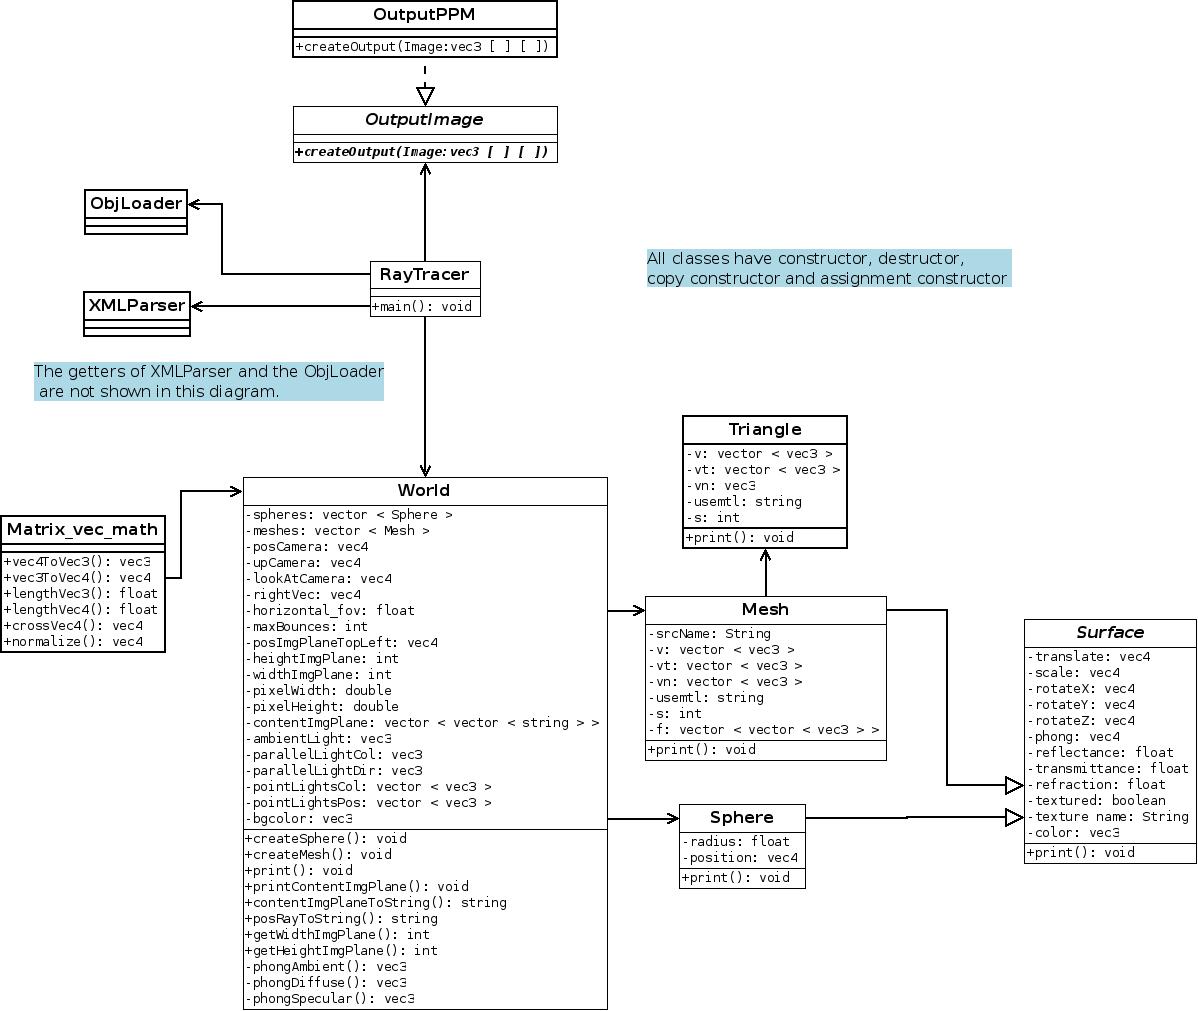 OutputPPM
+createOutput(Image:vec3 [ ] [ ])
OutputImage
+createOutput(Image:vec3 [ ] [ ])
ObjLoader
RayTracer
+main(): void
XMLParser
All classes have constructor, destructor,
copy constructor and assignment constructor
The getters of XMLParser and the ObjLoader
are not shown in this diagram.
Triangle
-v: vector < vec3 >
-vt: vector < vec3 >
-vn: vec3
-usemtl: string
-s: int
+print(): void
Matrix_vec_math
+vec4ToVec3(): vec3
+vec3ToVec4(): vec4
+lengthVec3(): float
+lengthVec4(): float
+crossVec4(): vec4
+normalize(): vec4
World
-spheres: vector < Sphere >
-meshes: vector < Mesh >
-posCamera: vec4
-upCamera: vec4
-lookAtCamera: vec4
-rightVec: vec4
-horizontal_fov: float
-maxBounces: int
-posImgPlaneTopLeft: vec4
-heightImgPlane: int
-widthImgPlane: int
-pixelWidth: double
-pixelHeight: double
-contentImgPlane: vector < vector < string > >
-ambientLight: vec3
-parallelLightCol: vec3
-parallelLightDir: vec3
-pointLightsCol: vector < vec3 >
-pointLightsPos: vector < vec3 >
-bgcolor: vec3
+createSphere(): void
+createMesh(): void
+print(): void
+printContentImgPlane(): void
+contentImgPlaneToString(): string
+posRayToString(): string
+getWidthImgPlane(): int
+getHeightImgPlane(): int
-phongAmbient(): vec3
-phongDiffuse(): vec3
-phongSpecular(): vec3
Mesh
-srcName: String
-v: vector < vec3 >
-vt: vector < vec3 >
-vn: vector < vec3 >
-usemtl: string
-s: int
-f: vector < vector < vec3 > >
+print(): void
Sphere
-radius: float
-position: vec4
+print(): void
Surface
-translate: vec4
-scale: vec4
-rotateX: vec4
-rotateY: vec4
-rotateZ: vec4
-phong: vec4
-reflectance: float
-transmittance: float
-refraction: float
-textured: boolean
-texture name: String
-color: vec3
+print(): void